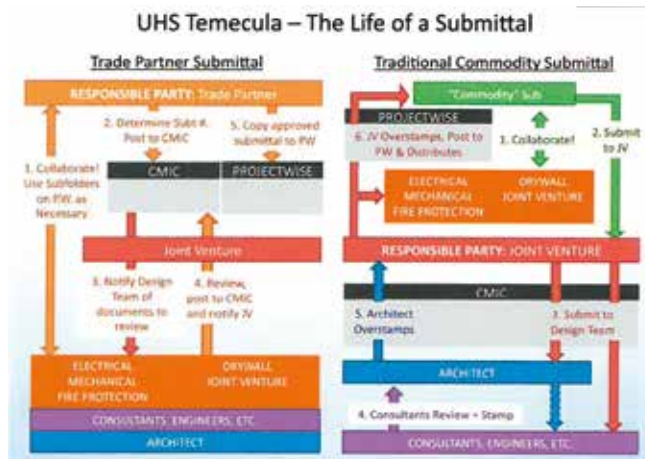 UHS Temecula – The Life of a Submittal
Trade Partner Submittal
RESPONSIBLE PARTY: Trade Partner
2. Determine Subt #.
Post to CMiC
5. Copy approved
submittal to PW
1. Collaborate!
Use Subfolders
on PW, as
Necessary
CMIC
PROJECTWISE
Joint Venture
3. Notify Design
Team of
documents to
review
4. Review,
post to CMiC
and notify JV
ELECTRICAL
MECHANICAL
FIRE PROTECTION
DRYWALL
JOINT VENTURE
CONSULTANTS, ENGINEERS, ETC.
ARCHITECT
Traditional Commodity Submittal
"Commodity" Sub
PROJECTWISE
6. JV Overstamps, Post to
PW & Distributes
1. Collaborate!
2. Submit
to JV
ELECTRICAL
MECHANICAL
FIRE PROTECTION
DRYWALL
JOINT VENTURE
RESPONSIBLE PARTY: JOINT VENTURE
CMIC
5. Architect
Overstamps
3. Submit to
Design Team
ARCHITECT
4. Consultants Review + Stamp
CONSULTANTS, ENGINEERS, ETC.